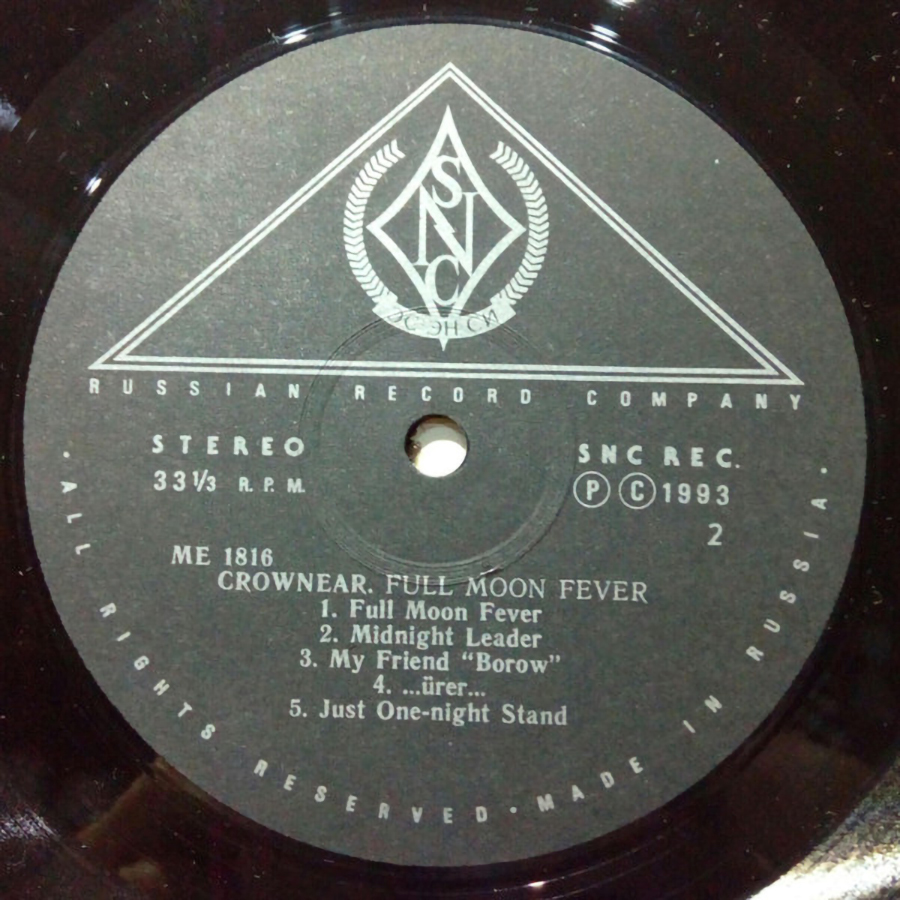 SNC
ЭС ЭН СИ
RUSSIAN RECORD COMPANY
STEREO
33 1/3 R.P.M.
SNC REC.
Ⓟ Ⓒ 1993
2
ME 1816
CROWNEAR. FULL MOON FEVER
1. Full Moon Fever
2. Midnight Leader
3. My Friend “Borow”
4. ...ürer...
5. Just One-night Stand
· ALL RIGHTS RESERVED · MADE IN RUSSIA ·